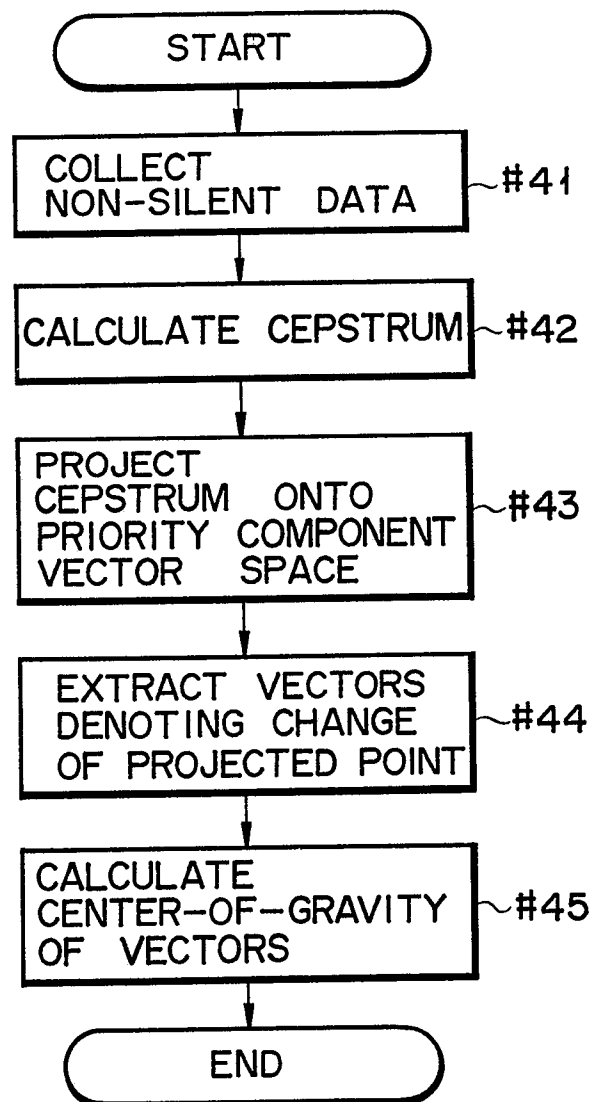 START
COLLECT
NON-SILENT DATA
#41
CALCULATE CEPSTRUM
#42
PROJECT
CEPSTRUM ONTO
PRIORITY COMPONENT
VECTOR SPACE
#43
EXTRACT VECTORS
DENOTING CHANGE
OF PROJECTED POINT
#44
CALCULATE
CENTER-OF-GRAVITY
OF VECTORS
#45
END